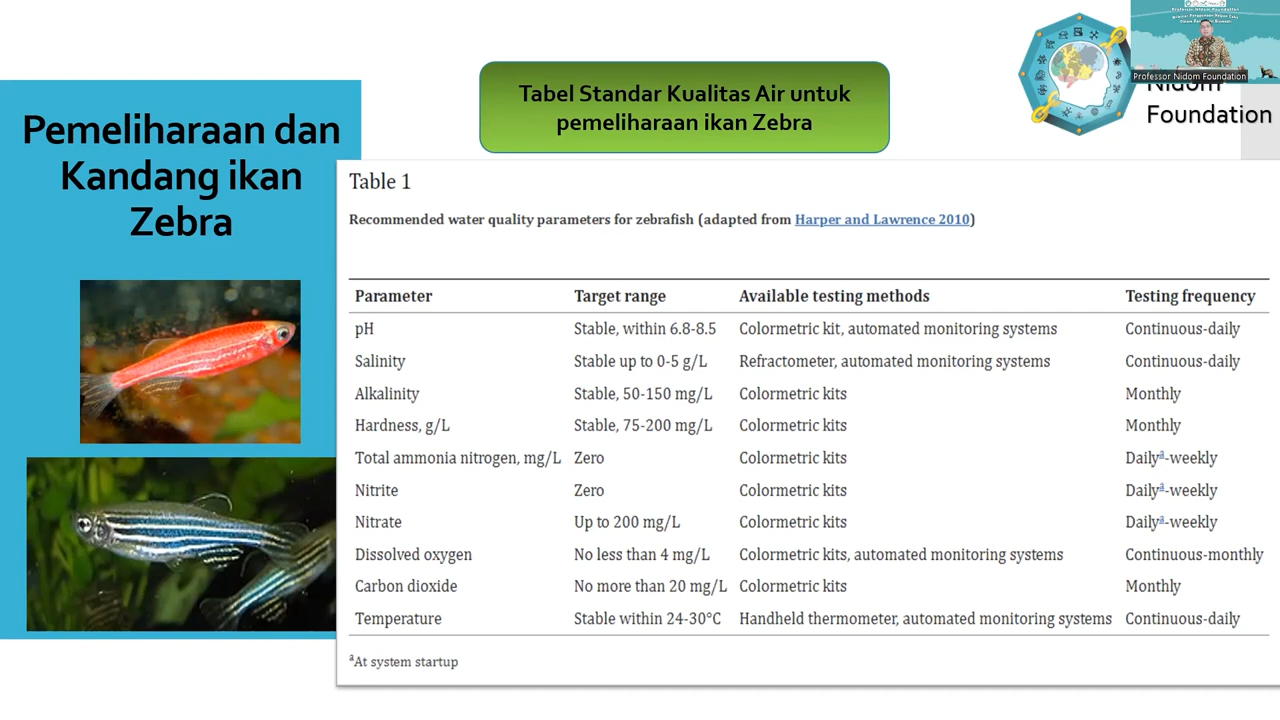 Pemeliharaan dan
Kandang ikan
Zebra
Tabel Standar Kualitas Air untuk
pemeliharaan ikan Zebra
Professor Nidom Foundation
Professor Nidom Foundation
Nidom
Foundation
Table 1
Recommended water quality parameters for zebrafish (adapted from Harper and Lawrence 2010)
Parameter Target range Available testing methods Testing frequency
pH Stable, within 6.8-8.5 Colormetric kit, automated monitoring systems Continuous-daily
Salinity Stable up to 0-5 g/L Refractometer, automated monitoring systems Continuous-daily
Alkalinity Stable, 50-150 mg/L Colormetric kits Monthly
Hardness, g/L Stable, 75-200 mg/L Colormetric kits Monthly
Total ammonia nitrogen, mg/L Zero Colormetric kits Dailyª-weekly
Nitrite Zero Colormetric kits Dailyª-weekly
Nitrate Up to 200 mg/L Colormetric kits Dailyª-weekly
Dissolved oxygen No less than 4 mg/L Colormetric kits, automated monitoring systems Continuous-monthly
Carbon dioxide No more than 20 mg/L Colormetric kits Monthly
Temperature Stable within 24-30°C Handheld thermometer, automated monitoring systems Continuous-daily
ªAt system startup